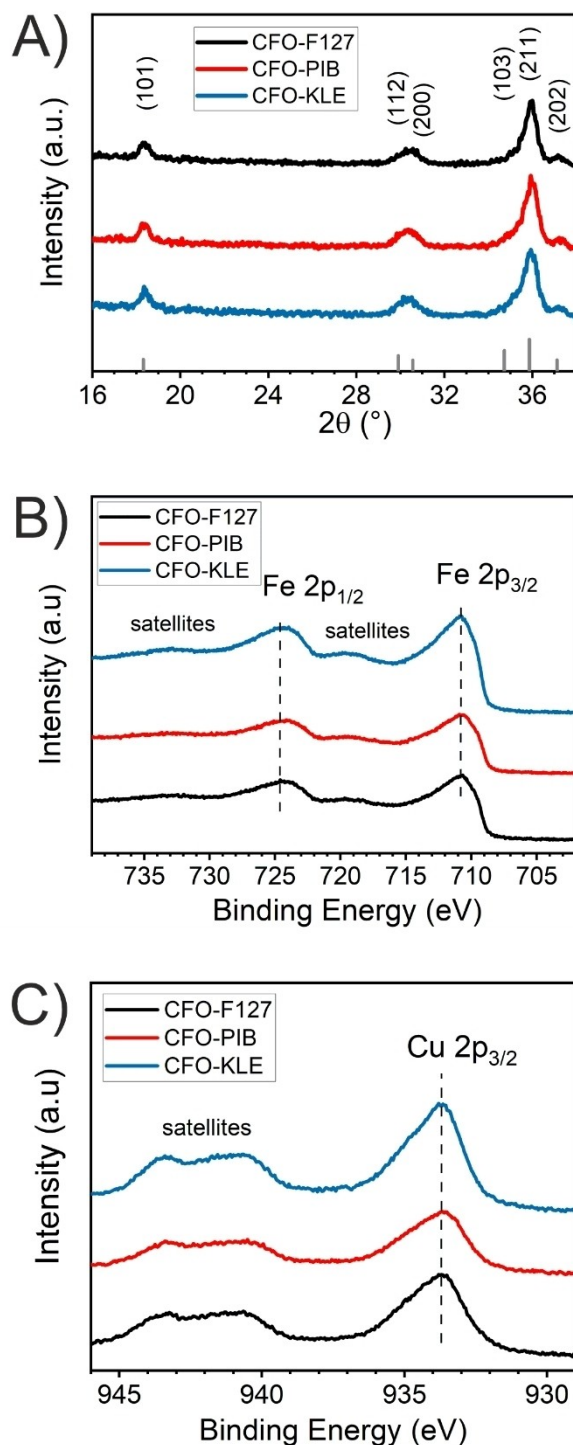 A)
CFO-F127
CFO-PIB
CFO-KLE
(101)
(112)
(200)
(103)
(211)
(202)
Intensity (a.u.)
16 20 24 28 32 36
2θ (°)
B)
CFO-F127
CFO-PIB
CFO-KLE
Fe 2p1/2
Fe 2p3/2
satellites
satellites
Intensity (a.u)
735 730 725 720 715 710 705
Binding Energy (eV)
C)
CFO-F127
CFO-PIB
CFO-KLE
Cu 2p3/2
satellites
Intensity (a.u)
945 940 935 930
Binding Energy (eV)